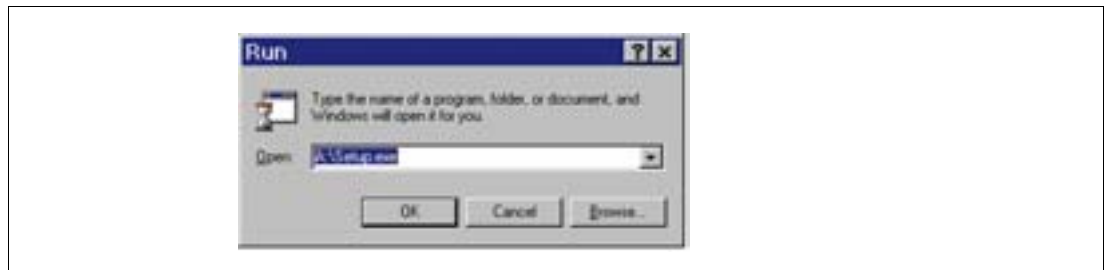 Run
Type the name of a program, folder, or document, and
Windows will open it for you.
Open: A:\Setup.exe
OK Cancel Browse...